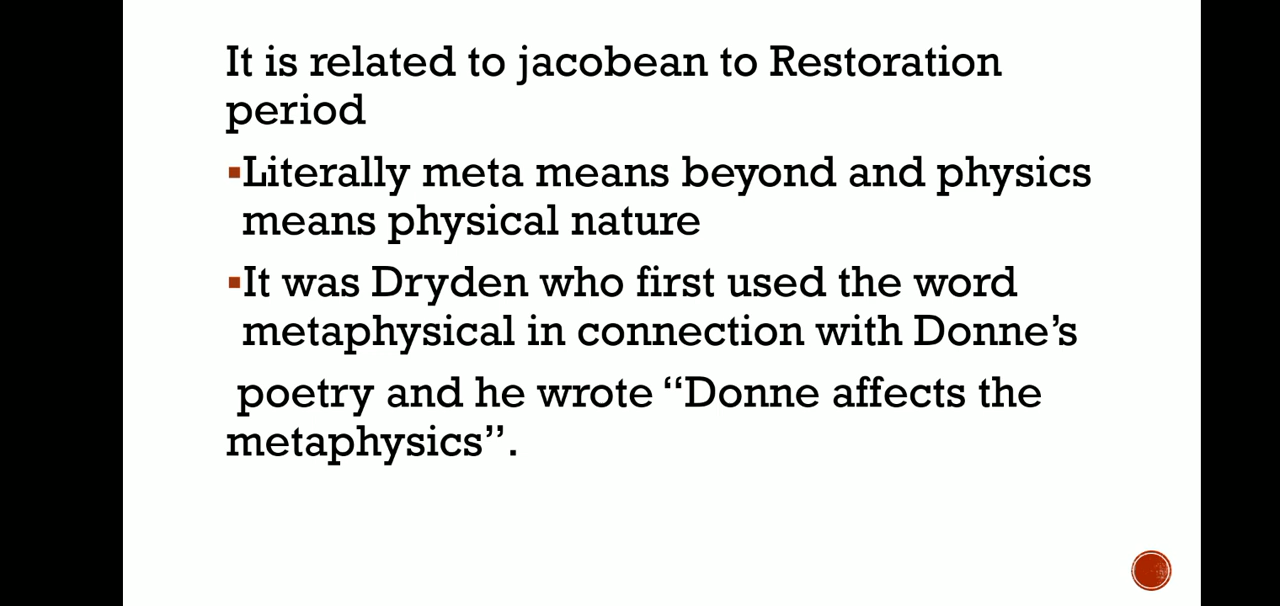 It is related to jacobean to Restoration
period
▪Literally meta means beyond and physics
means physical nature
▪It was Dryden who first used the word
metaphysical in connection with Donne’s
poetry and he wrote “Donne affects the
metaphysics”.